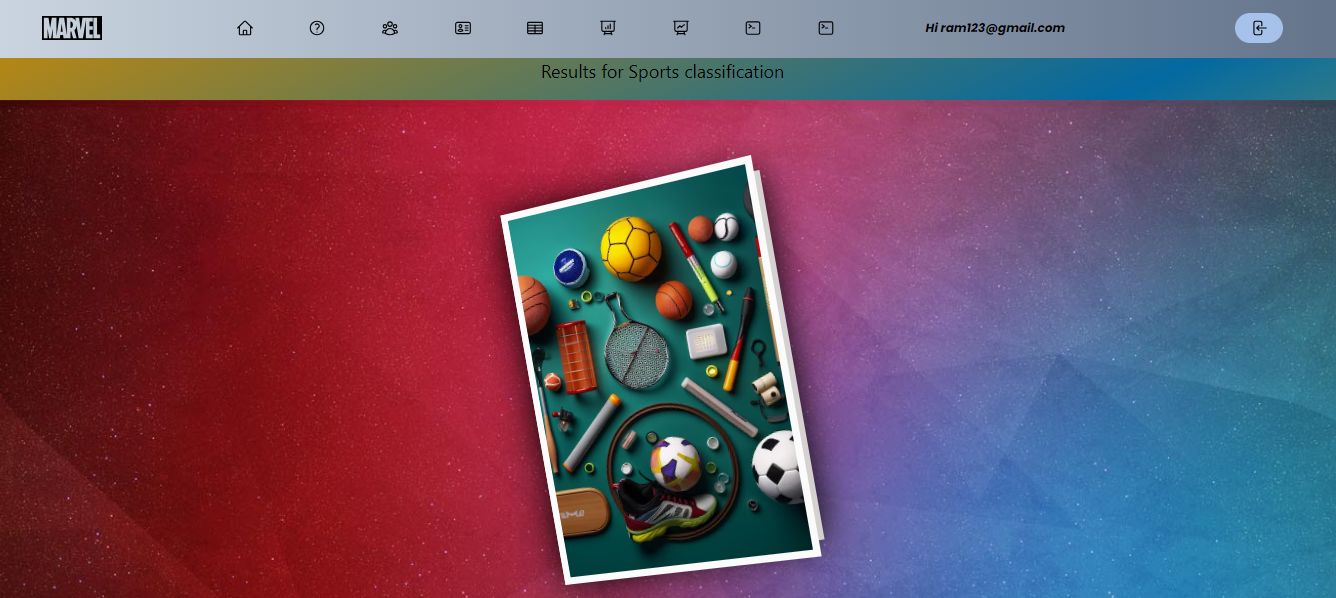 MARVEL
Hi ram123@gmail.com
Results for Sports classification